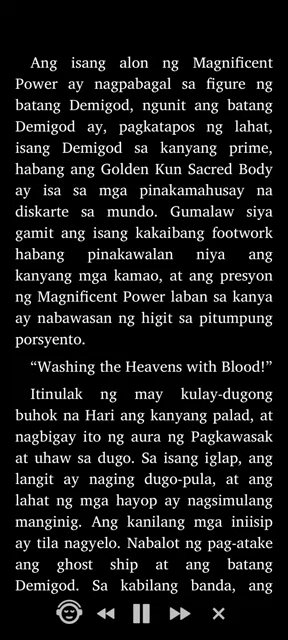 Ang isang alon ng Magnificent
Power ay nagpabagal sa figure ng
batang Demigod, ngunit ang batang
Demigod ay, pagkatapos ng lahat,
isang Demigod sa kanyang prime,
habang ang Golden Kun Sacred Body
ay isa sa mga pinakamahusay na
diskarte sa mundo. Gumalaw siya
gamit ang isang kakaibang footwork
habang pinakawalan niya ang
kanyang mga kamao, at ang presyon
ng Magnificent Power laban sa kanya
ay nabawasan ng higit sa pitumpung
porsyento.
“Washing the Heavens with Blood!”
Itinulak ng may kulay-dugong
buhok na Hari ang kanyang palad, at
nagbigay ito ng aura ng Pagkawasak
at uhaw sa dugo. Sa isang iglap, ang
langit ay naging dugo-pula, at ang
lahat ng mga hayop ay nagsimulang
manginig. Ang kanilang mga iniisip
ay tila nagyelo. Nabalot ng pag-atake
ang ghost ship at ang batang
Demigod. Sa kabilang banda, ang